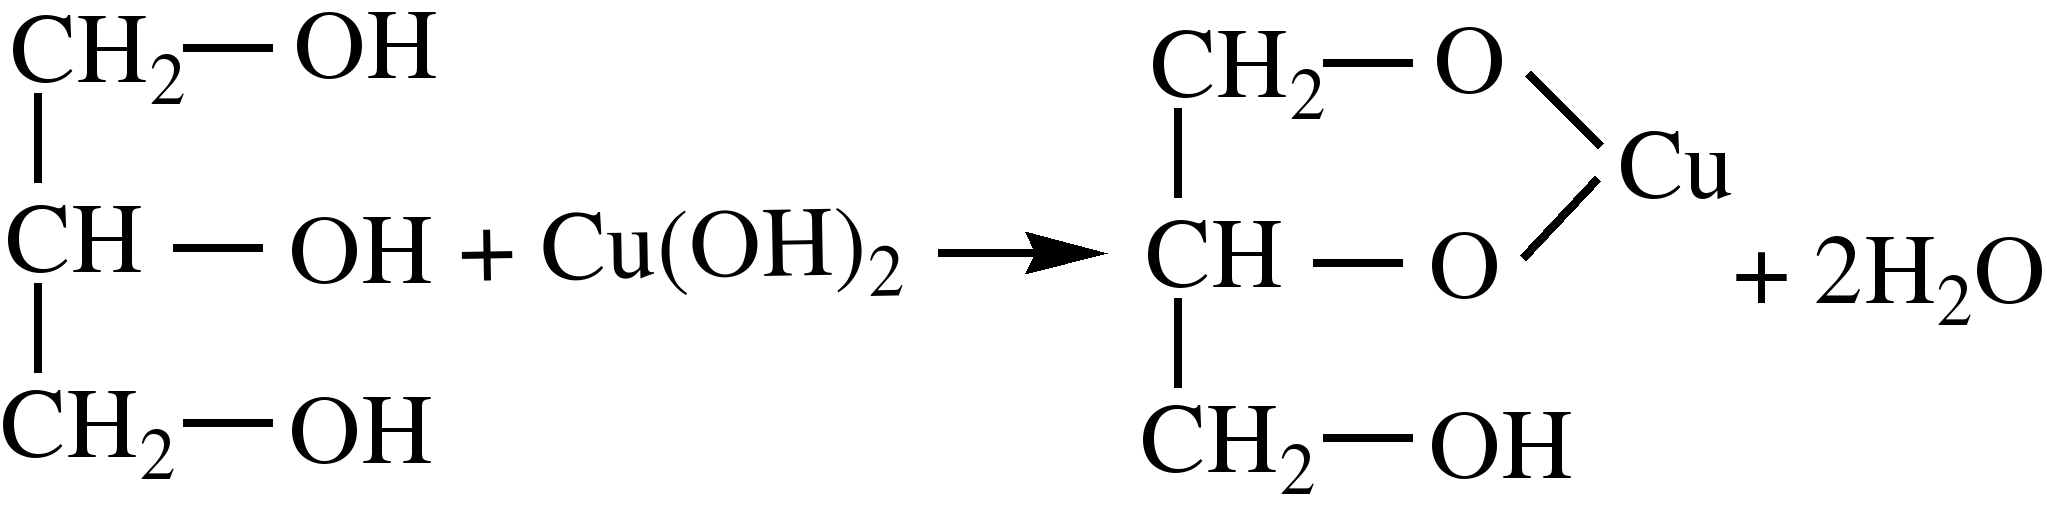 CH₂—OH CH₂—O
Cu
CH—OH + Cu(OH)₂ → CH—O + 2H₂O
CH₂—OH CH₂—OH